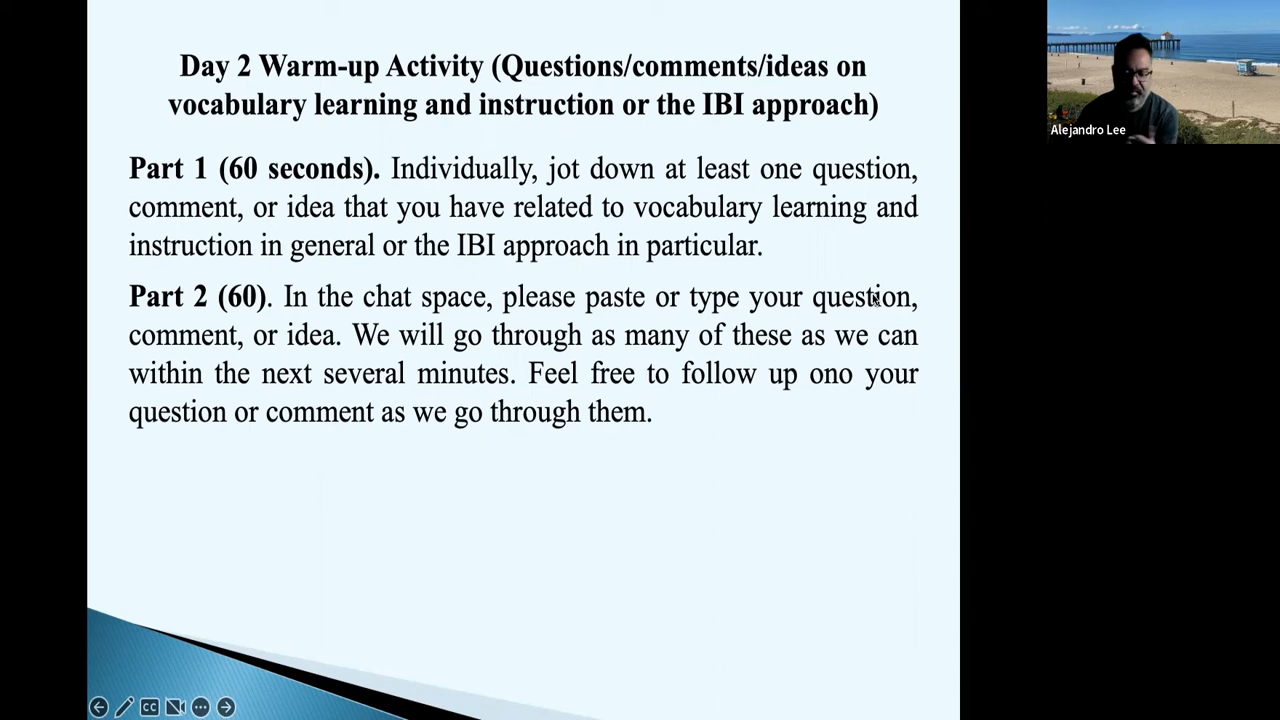 Day 2 Warm-up Activity (Questions/comments/ideas on
vocabulary learning and instruction or the IBI approach)
Part 1 (60 seconds). Individually, jot down at least one question,
comment, or idea that you have related to vocabulary learning and
instruction in general or the IBI approach in particular.
Part 2 (60). In the chat space, please paste or type your question,
comment, or idea. We will go through as many of these as we can
within the next several minutes. Feel free to follow up ono your
question or comment as we go through them.
Alejandro Lee
CC